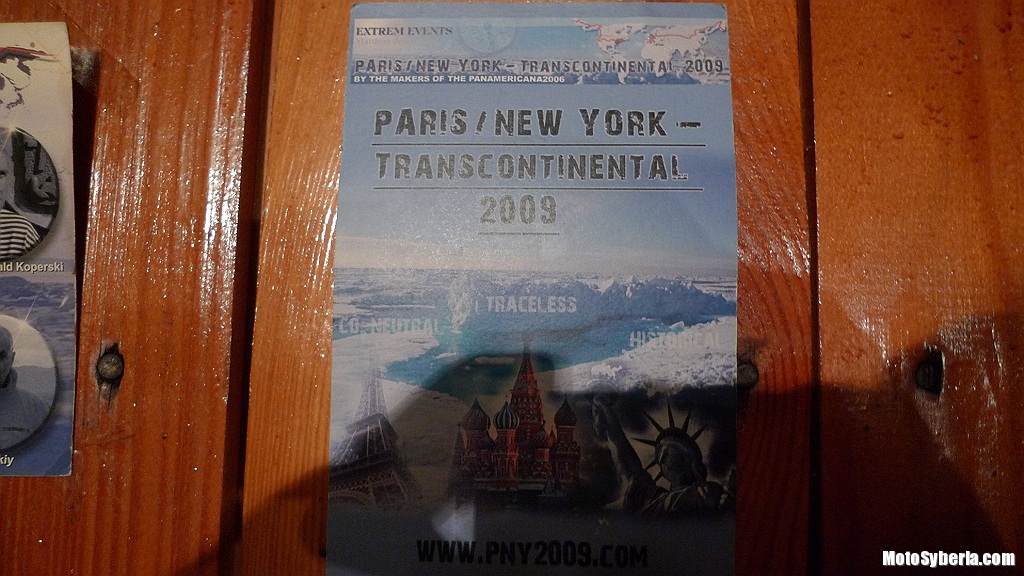 EXTREM EVENTS
PARIS/NEW YORK - TRANSCONTINENTAL 2009
BY THE MAKERS OF THE PANAMERICANA2006
PARIS/NEW YORK -
TRANSCONTINENTAL
2009
TRACELESS
CO2-NEUTRAL
HISTORICAL
WWW.PNY2009.COM
ald Koperski
kiy
MotoSyberia.com